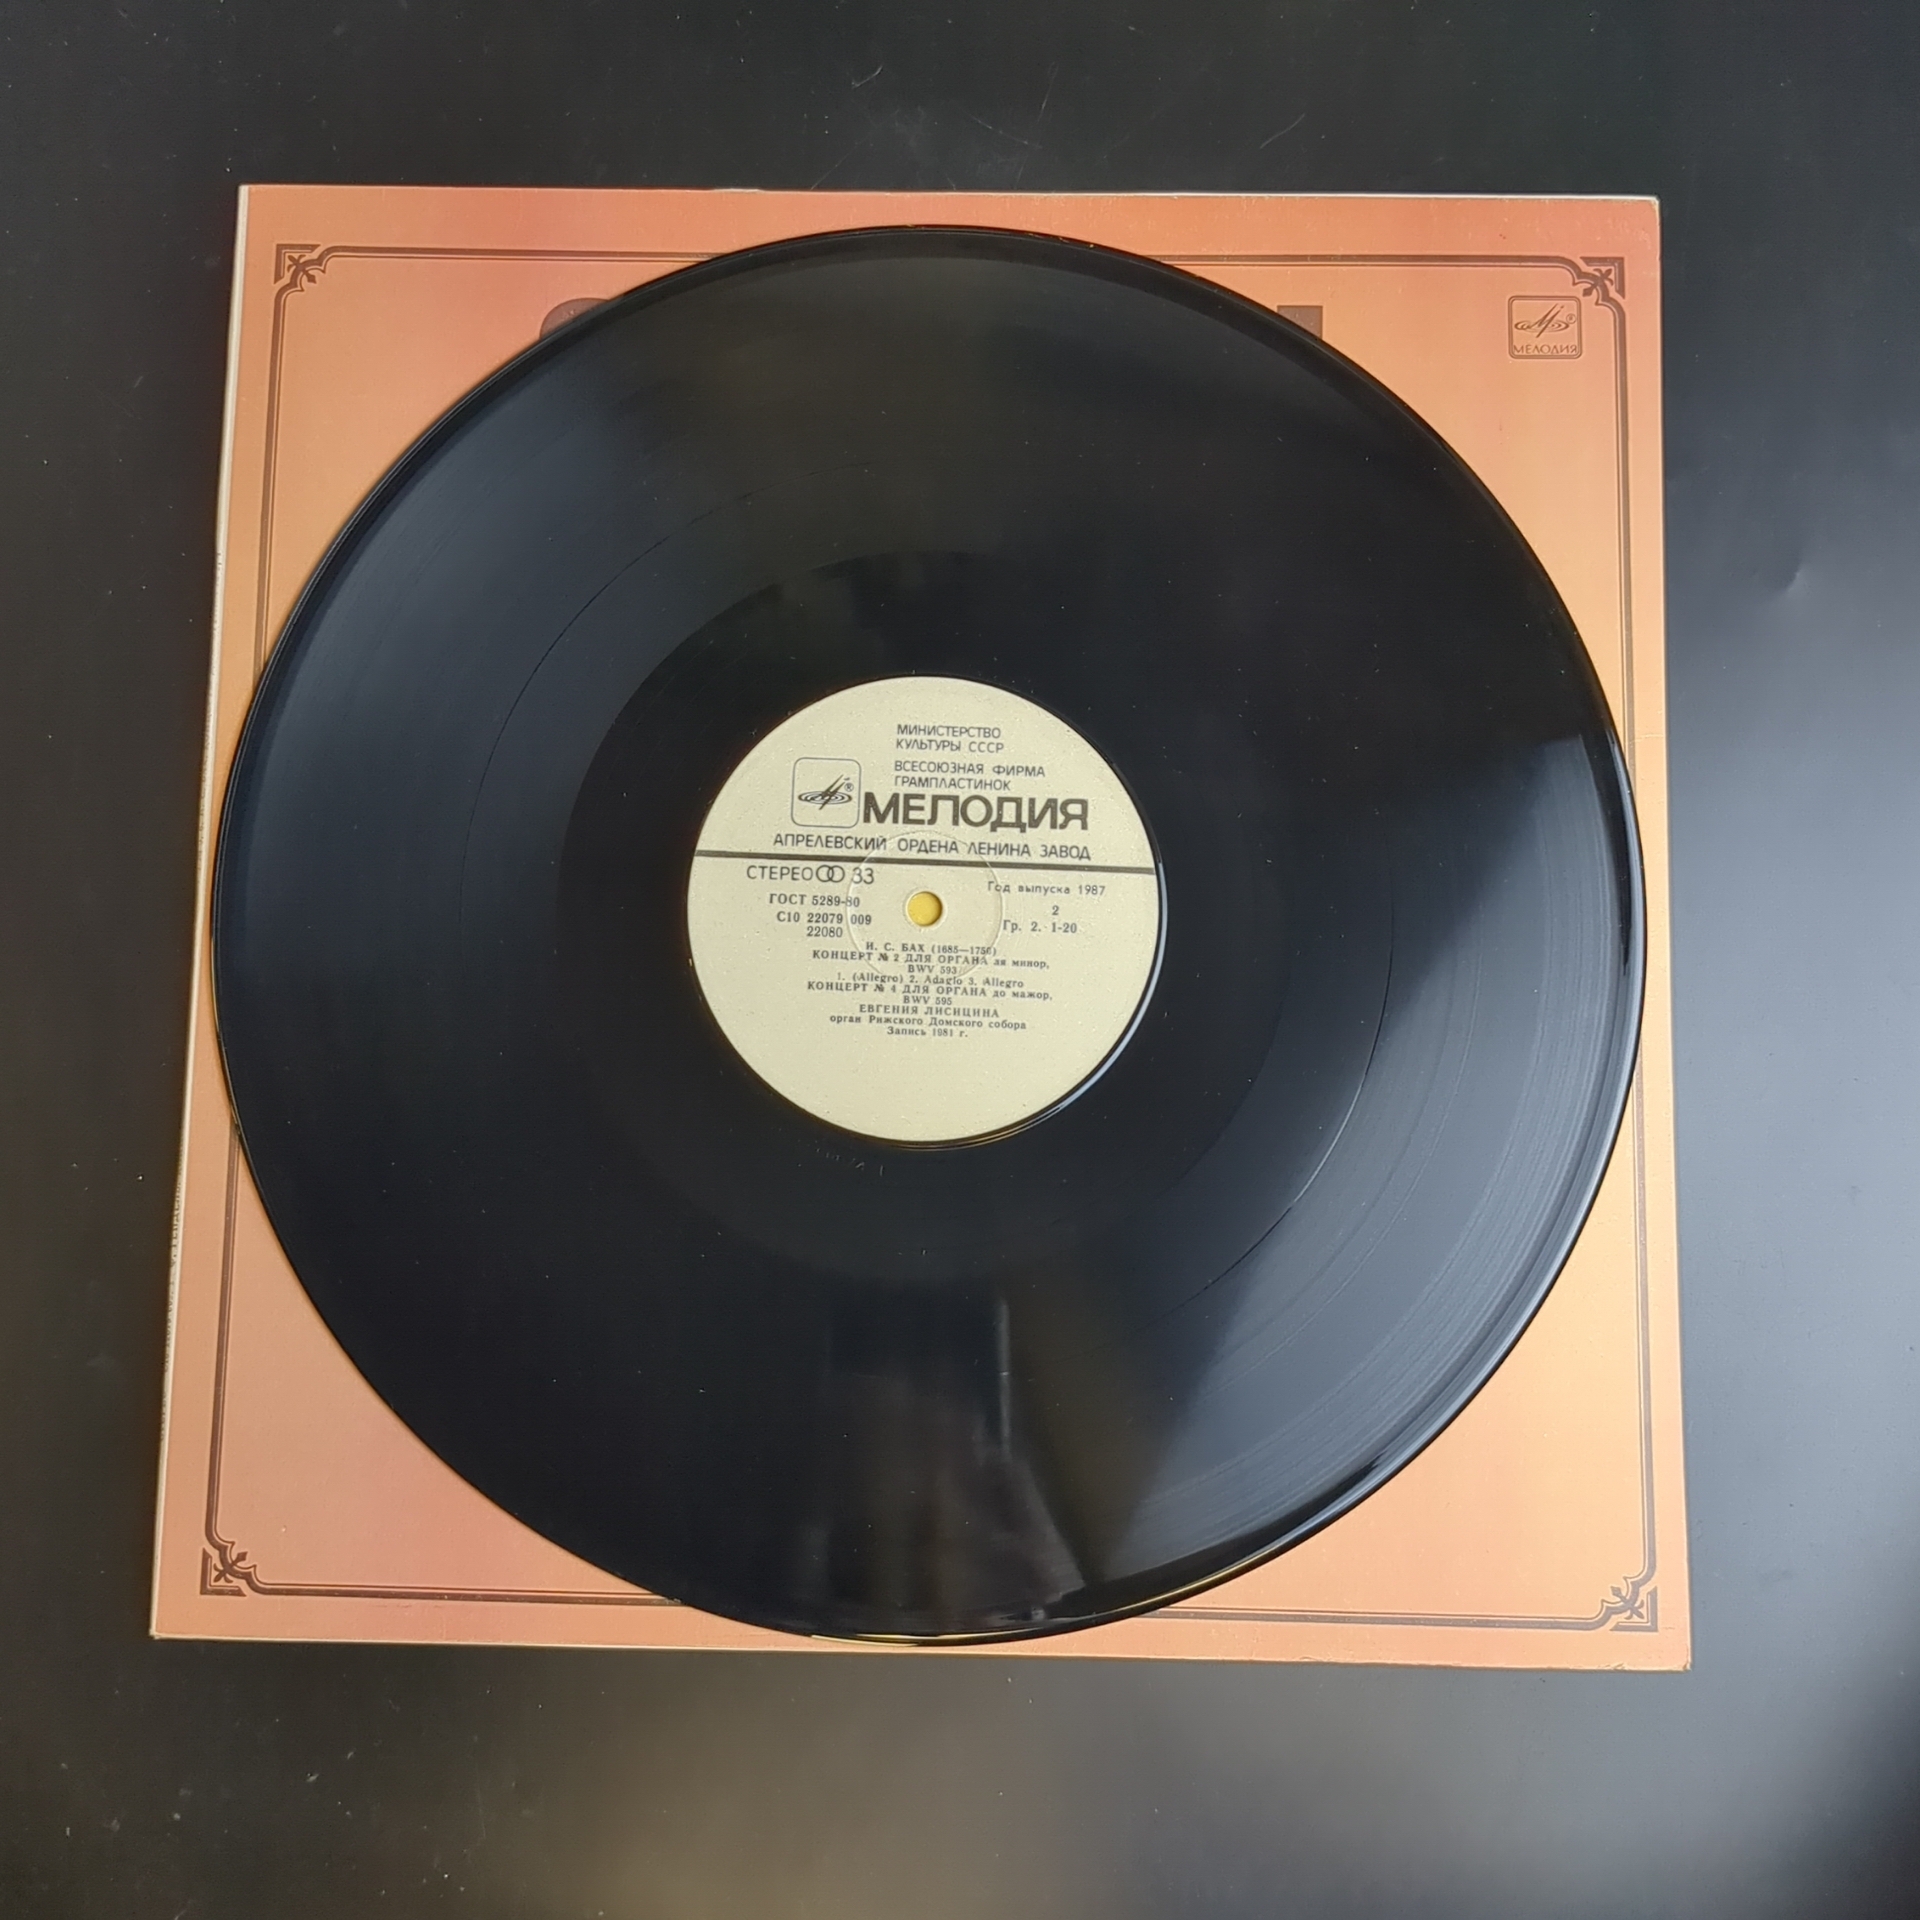 МЕЛОДИЯ
МИНИСТЕРСТВО
КУЛЬТУРЫ СССР
ВСЕСОЮЗНАЯ ФИРМА
ГРАМПЛАСТИНОК
МЕЛОДИЯ
АПРЕЛЕВСКИЙ ОРДЕНА ЛЕНИНА ЗАВОД
СТЕРЕО 33
Год выпуска 1987
ГОСТ 5289-80
2
С10 22079 009
Гр. 2. 1-20
22080
И. С. БАХ (1685—1750)
КОНЦЕРТ № 2 ДЛЯ ОРГАНА ля минор,
BWV 593
1. (Allegro) 2. Adagio 3. Allegro
КОНЦЕРТ № 4 ДЛЯ ОРГАНА до мажор,
BWV 595
ЕВГЕНИЯ ЛИСИЦИНА
орган Рижского Домского собора
Запись 1981 г.